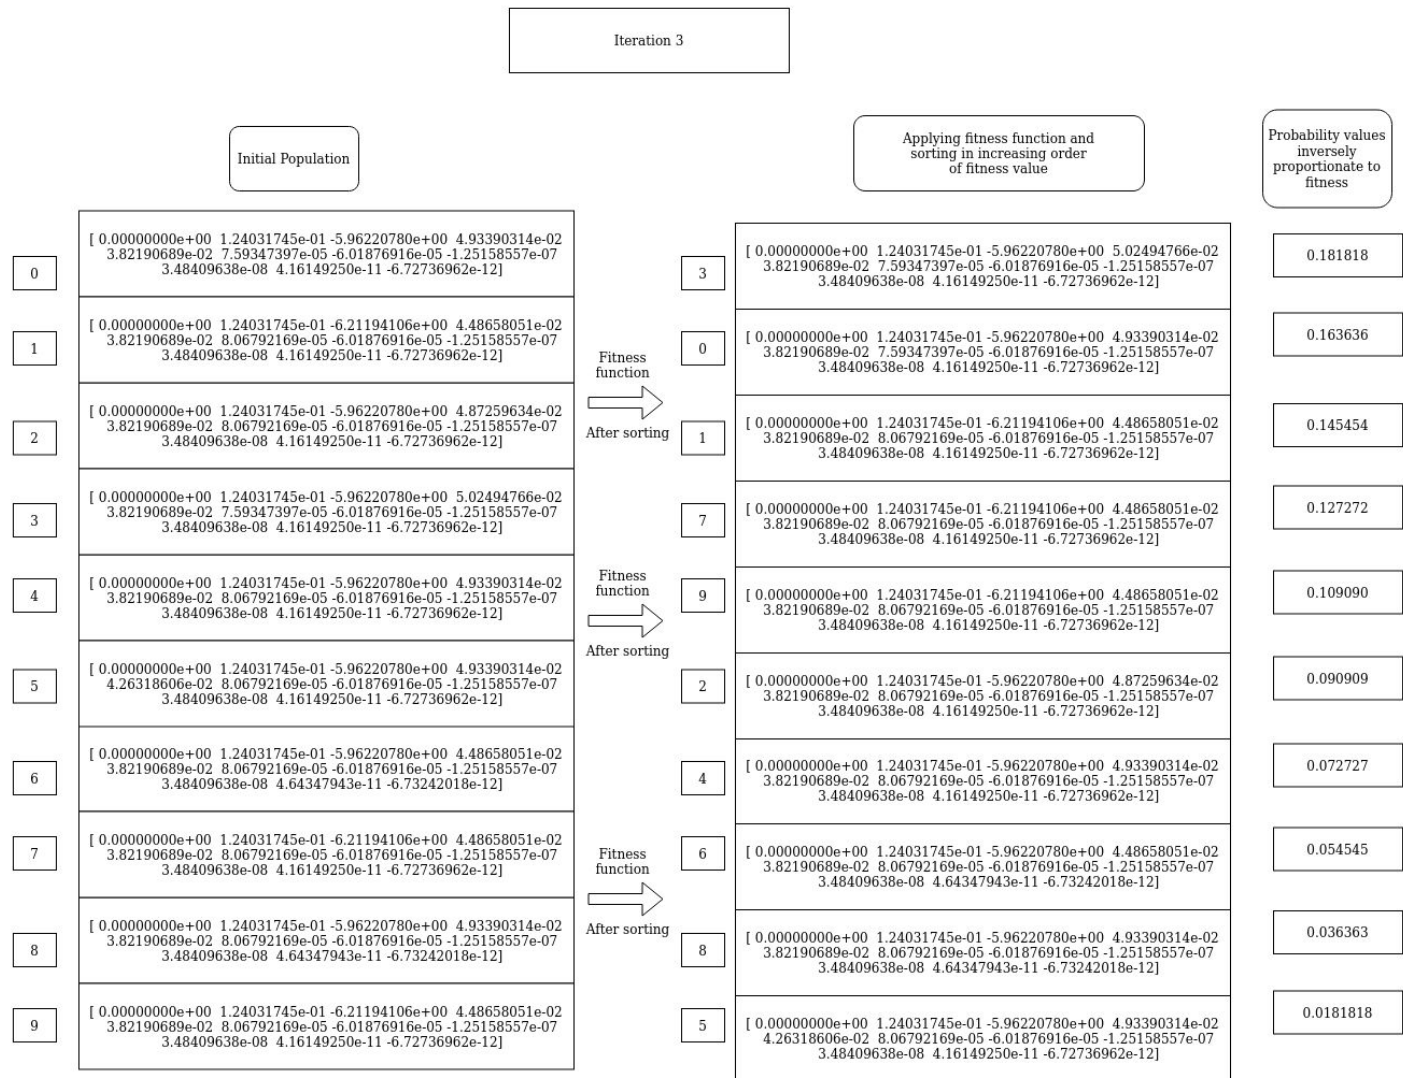 Iteration 3
Initial Population
Applying fitness function and
sorting in increasing order
of fitness value
Probability values
inversely
proportionate to
fitness
0
[ 0.00000000e+00 1.24031745e-01 -5.96220780e+00 4.93390314e-02
3.82190689e-02 7.59347397e-05 -6.01876916e-05 -1.25158557e-07
3.48409638e-08 4.16149250e-11 -6.72736962e-12]
1
[ 0.00000000e+00 1.24031745e-01 -6.21194106e+00 4.48658051e-02
3.82190689e-02 8.06792169e-05 -6.01876916e-05 -1.25158557e-07
3.48409638e-08 4.16149250e-11 -6.72736962e-12]
2
[ 0.00000000e+00 1.24031745e-01 -5.96220780e+00 4.87259634e-02
3.82190689e-02 8.06792169e-05 -6.01876916e-05 -1.25158557e-07
3.48409638e-08 4.16149250e-11 -6.72736962e-12]
3
[ 0.00000000e+00 1.24031745e-01 -5.96220780e+00 5.02494766e-02
3.82190689e-02 7.59347397e-05 -6.01876916e-05 -1.25158557e-07
3.48409638e-08 4.16149250e-11 -6.72736962e-12]
4
[ 0.00000000e+00 1.24031745e-01 -5.96220780e+00 4.93390314e-02
3.82190689e-02 8.06792169e-05 -6.01876916e-05 -1.25158557e-07
3.48409638e-08 4.16149250e-11 -6.72736962e-12]
5
[ 0.00000000e+00 1.24031745e-01 -5.96220780e+00 4.93390314e-02
4.26318606e-02 8.06792169e-05 -6.01876916e-05 -1.25158557e-07
3.48409638e-08 4.16149250e-11 -6.72736962e-12]
6
[ 0.00000000e+00 1.24031745e-01 -5.96220780e+00 4.48658051e-02
3.82190689e-02 8.06792169e-05 -6.01876916e-05 -1.25158557e-07
3.48409638e-08 4.64347943e-11 -6.73242018e-12]
7
[ 0.00000000e+00 1.24031745e-01 -6.21194106e+00 4.48658051e-02
3.82190689e-02 8.06792169e-05 -6.01876916e-05 -1.25158557e-07
3.48409638e-08 4.16149250e-11 -6.72736962e-12]
8
[ 0.00000000e+00 1.24031745e-01 -5.96220780e+00 4.93390314e-02
3.82190689e-02 8.06792169e-05 -6.01876916e-05 -1.25158557e-07
3.48409638e-08 4.64347943e-11 -6.73242018e-12]
9
[ 0.00000000e+00 1.24031745e-01 -6.21194106e+00 4.48658051e-02
3.82190689e-02 8.06792169e-05 -6.01876916e-05 -1.25158557e-07
3.48409638e-08 4.16149250e-11 -6.72736962e-12]
Fitness
function
After sorting
Fitness
function
After sorting
Fitness
function
After sorting
3
[ 0.00000000e+00 1.24031745e-01 -5.96220780e+00 5.02494766e-02
3.82190689e-02 7.59347397e-05 -6.01876916e-05 -1.25158557e-07
3.48409638e-08 4.16149250e-11 -6.72736962e-12]
0.181818
0
[ 0.00000000e+00 1.24031745e-01 -5.96220780e+00 4.93390314e-02
3.82190689e-02 7.59347397e-05 -6.01876916e-05 -1.25158557e-07
3.48409638e-08 4.16149250e-11 -6.72736962e-12]
0.163636
1
[ 0.00000000e+00 1.24031745e-01 -6.21194106e+00 4.48658051e-02
3.82190689e-02 8.06792169e-05 -6.01876916e-05 -1.25158557e-07
3.48409638e-08 4.16149250e-11 -6.72736962e-12]
0.145454
7
[ 0.00000000e+00 1.24031745e-01 -6.21194106e+00 4.48658051e-02
3.82190689e-02 8.06792169e-05 -6.01876916e-05 -1.25158557e-07
3.48409638e-08 4.16149250e-11 -6.72736962e-12]
0.127272
9
[ 0.00000000e+00 1.24031745e-01 -6.21194106e+00 4.48658051e-02
3.82190689e-02 8.06792169e-05 -6.01876916e-05 -1.25158557e-07
3.48409638e-08 4.16149250e-11 -6.72736962e-12]
0.109090
2
[ 0.00000000e+00 1.24031745e-01 -5.96220780e+00 4.87259634e-02
3.82190689e-02 8.06792169e-05 -6.01876916e-05 -1.25158557e-07
3.48409638e-08 4.16149250e-11 -6.72736962e-12]
0.090909
4
[ 0.00000000e+00 1.24031745e-01 -5.96220780e+00 4.93390314e-02
3.82190689e-02 8.06792169e-05 -6.01876916e-05 -1.25158557e-07
3.48409638e-08 4.16149250e-11 -6.72736962e-12]
0.072727
6
[ 0.00000000e+00 1.24031745e-01 -5.96220780e+00 4.48658051e-02
3.82190689e-02 8.06792169e-05 -6.01876916e-05 -1.25158557e-07
3.48409638e-08 4.64347943e-11 -6.73242018e-12]
0.054545
8
[ 0.00000000e+00 1.24031745e-01 -5.96220780e+00 4.93390314e-02
3.82190689e-02 8.06792169e-05 -6.01876916e-05 -1.25158557e-07
3.48409638e-08 4.64347943e-11 -6.73242018e-12]
0.036363
5
[ 0.00000000e+00 1.24031745e-01 -5.96220780e+00 4.93390314e-02
4.26318606e-02 8.06792169e-05 -6.01876916e-05 -1.25158557e-07
3.48409638e-08 4.16149250e-11 -6.72736962e-12]
0.0181818